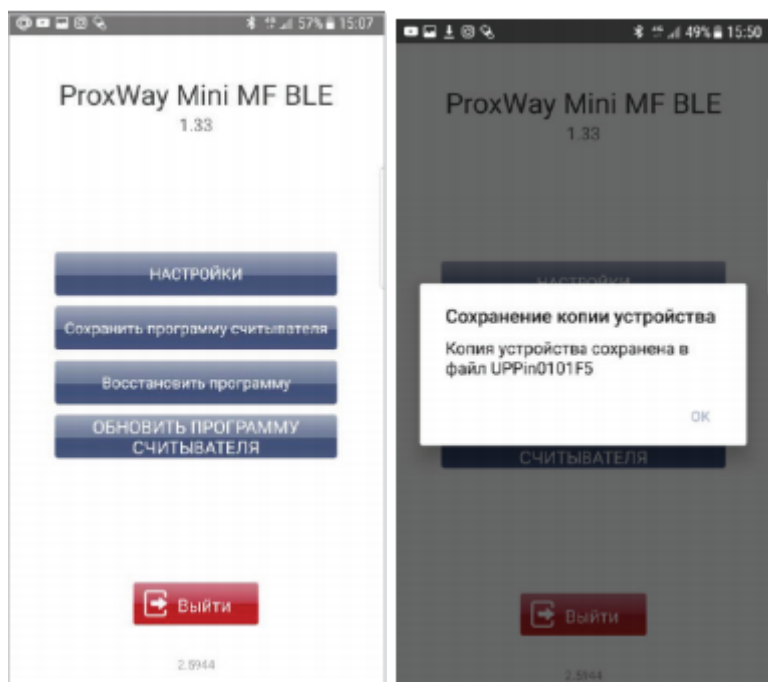 57% 15:07
ProxWay Mini MF BLE
1.33
НАСТРОЙКИ
Сохранить программу считывателя
Восстановить программу
ОБНОВИТЬ ПРОГРАММУ
СЧИТЫВАТЕЛЯ
Выйти
2.5944
49% 15:50
ProxWay Mini MF BLE
1.33
НАСТРОЙКИ
Сохранение копии устройства
Копия устройства сохранена в
файл UPPin0101F5
OK
СЧИТЫВАТЕЛЯ
Выйти
2.5944